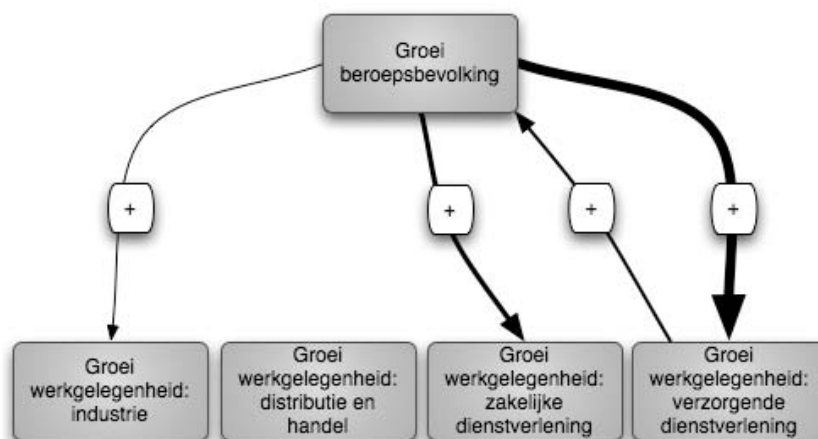 Groei
beroepsbevolking
+
+
+
+
Groei
werkgelegenheid:
industrie
Groei
werkgelegenheid:
distributie en
handel
Groei
werkgelegenheid:
zakelijke
dienstverlening
Groei
werkgelegenheid:
verzorgende
dienstverlening